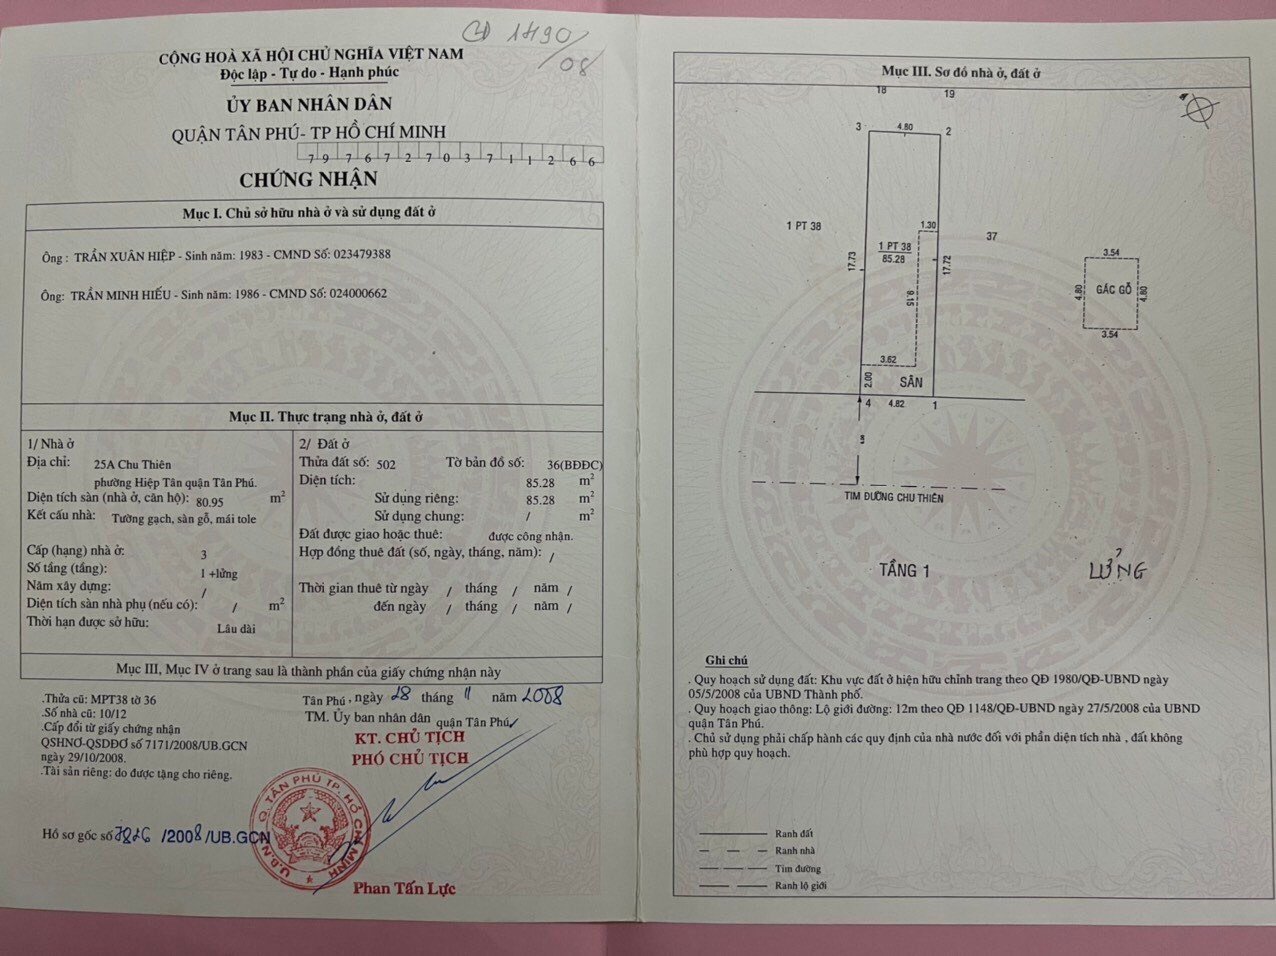 CĐ 1490/08
CỘNG HOÀ XÃ HỘI CHỦ NGHĨA VIỆT NAM
Độc lập - Tự do - Hạnh phúc
ỦY BAN NHÂN DÂN
QUẬN TÂN PHÚ- TP HỒ CHÍ MINH
7 9 7 6 7 2 7 0 3 7 1 1 2 6 6
CHỨNG NHẬN
Mục I. Chủ sở hữu nhà ở và sử dụng đất ở
Ông : TRẦN XUÂN HIỆP - Sinh năm: 1983 - CMND Số: 023479388
Ông: TRẦN MINH HIẾU - Sinh năm: 1986 - CMND Số: 024000662
Mục II. Thực trạng nhà ở, đất ở
1/ Nhà ở
Địa chỉ: 25A Chu Thiên
phường Hiệp Tân quận Tân Phú.
Diện tích sàn (nhà ở, căn hộ): 80.95 m2
Kết cấu nhà: Tường gạch, sàn gỗ, mái tole
Cấp (hạng) nhà ở: 3
Số tầng (tầng): 1 +lửng
Năm xây dựng: /
Diện tích sàn nhà phụ (nếu có): / m2
Thời hạn được sở hữu: Lâu dài
2/ Đất ở
Thửa đất số: 502 Tờ bản đồ số: 36(BĐĐC)
Diện tích: 85.28 m2
Sử dụng riêng: 85.28 m2
Sử dụng chung: / m2
Đất được giao hoặc thuê: được công nhận.
Hợp đồng thuê đất (số, ngày, tháng, năm): /
Thời gian thuê từ ngày / tháng / năm /
đến ngày / tháng / năm /
Mục III, Mục IV ở trang sau là thành phần của giấy chứng nhận này
.Thửa cũ: MPT38 tờ 36
.Số nhà cũ: 10/12
.Cấp đổi từ giấy chứng nhận
QSHNƠ-QSDĐƠ số 7171/2008/UB.GCN
ngày 29/10/2008.
.Tài sản riêng: do được tặng cho riêng.
Hồ sơ gốc số 7826 /2008/UB.GCN
Tân Phú, ngày 28 tháng 11 năm 2008
TM. Ủy ban nhân dân quận Tân Phú
KT. CHỦ TỊCH
PHÓ CHỦ TỊCH
U.B.N.D Q. TÂN PHÚ TP. HỒ CHÍ MINH
Phan Tấn Lực
Mục III. Sơ đồ nhà ở, đất ở
18 19
3 4.80 2
1.30
1 PT 38
37
1 PT 38
85.28
17.73
17.72
9.15
3.62
2.00
SÂN
4 4.82 1
8
TIM ĐƯỜNG CHU THIÊN
3.54
4.80 GÁC GỖ 4.80
3.54
TẦNG 1
LỬNG
Ghi chú
. Quy hoạch sử dụng đất: Khu vực đất ở hiện hữu chỉnh trang theo QĐ 1980/QĐ-UBND ngày
05/5/2008 của UBND Thành phố.
. Quy hoạch giao thông: Lộ giới đường: 12m theo QĐ 1148/QĐ-UBND ngày 27/5/2008 của UBND
quận Tân Phú.
. Chủ sử dụng phải chấp hành các quy định của nhà nước đối với phần diện tích nhà , đất không
phù hợp quy hoạch.
Ranh đất
Ranh nhà
Tim đường
Ranh lộ giới